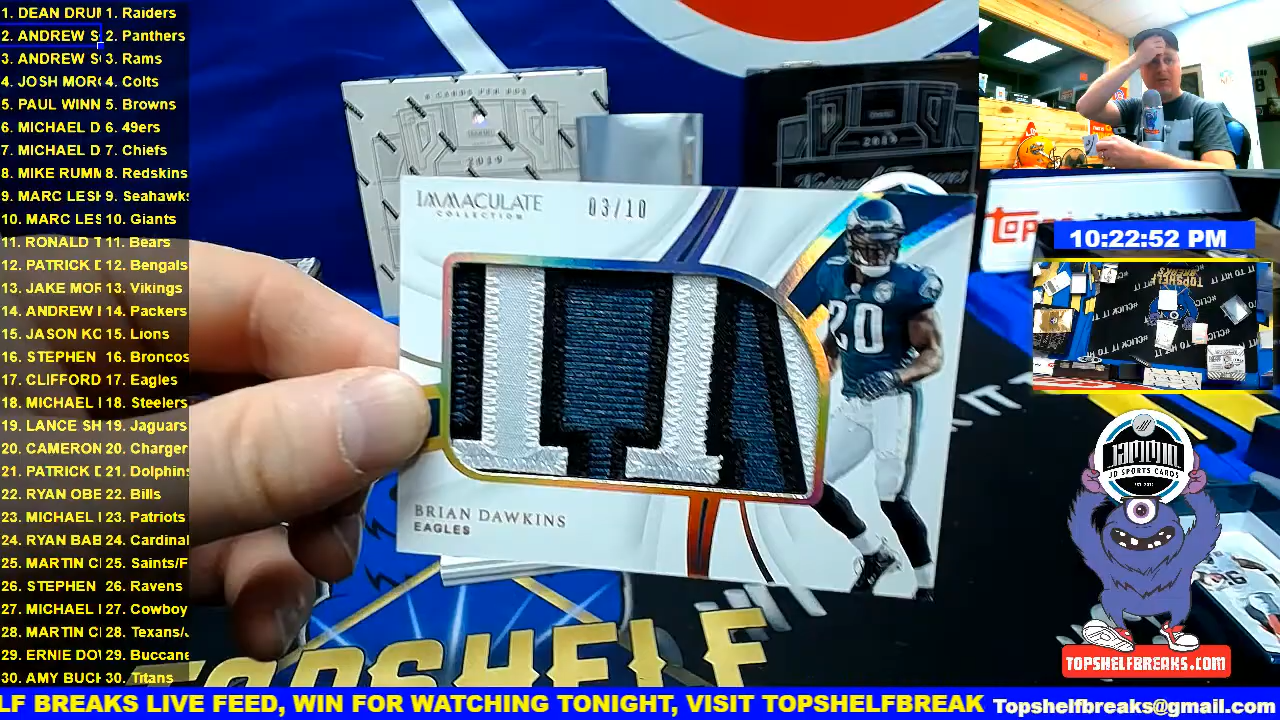 1. DEAN DRU 1. Raiders
2. ANDREW S 2. Panthers
3. ANDREW S 3. Rams
4. JOSH MOR 4. Colts
5. PAUL WINN 5. Browns
6. MICHAEL D 6. 49ers
7. MICHAEL D 7. Chiefs
8. MIKE RUMM 8. Redskins
9. MARC LESH 9. Seahawks
10. MARC LES 10. Giants
11. RONALD T 11. Bears
12. PATRICK D 12. Bengals
13. JAKE MOR 13. Vikings
14. ANDREW 14. Packers
15. JASON KO 15. Lions
16. STEPHEN 16. Broncos
17. CLIFFORD 17. Eagles
18. MICHAEL 18. Steelers
19. LANCE SH 19. Jaguars
20. CAMERON 20. Charger
21. PATRICK D 21. Dolphins
22. RYAN OBE 22. Bills
23. MICHAEL 23. Patriots
24. RYAN BAB 24. Cardinal
25. MARTIN C 25. Saints/F
26. STEPHEN 26. Ravens
27. MICHAEL 27. Cowboy
28. MARTIN C 28. Texans/J
29. ERNIE DO 29. Buccane
30. AMY BUCH 30. Titans
2019
2019
IMMACULATE
COLLECTION
03/10
20
BRIAN DAWKINS
EAGLES
TOPSHELF
Topps
10:22:52 PM
JD SPORTS CARDS
TOPSHELFBREAKS.COM
LF BREAKS LIVE FEED, WIN FOR WATCHING TONIGHT, VISIT TOPSHELFBREAK
Topshelfbreaks@gmail.com